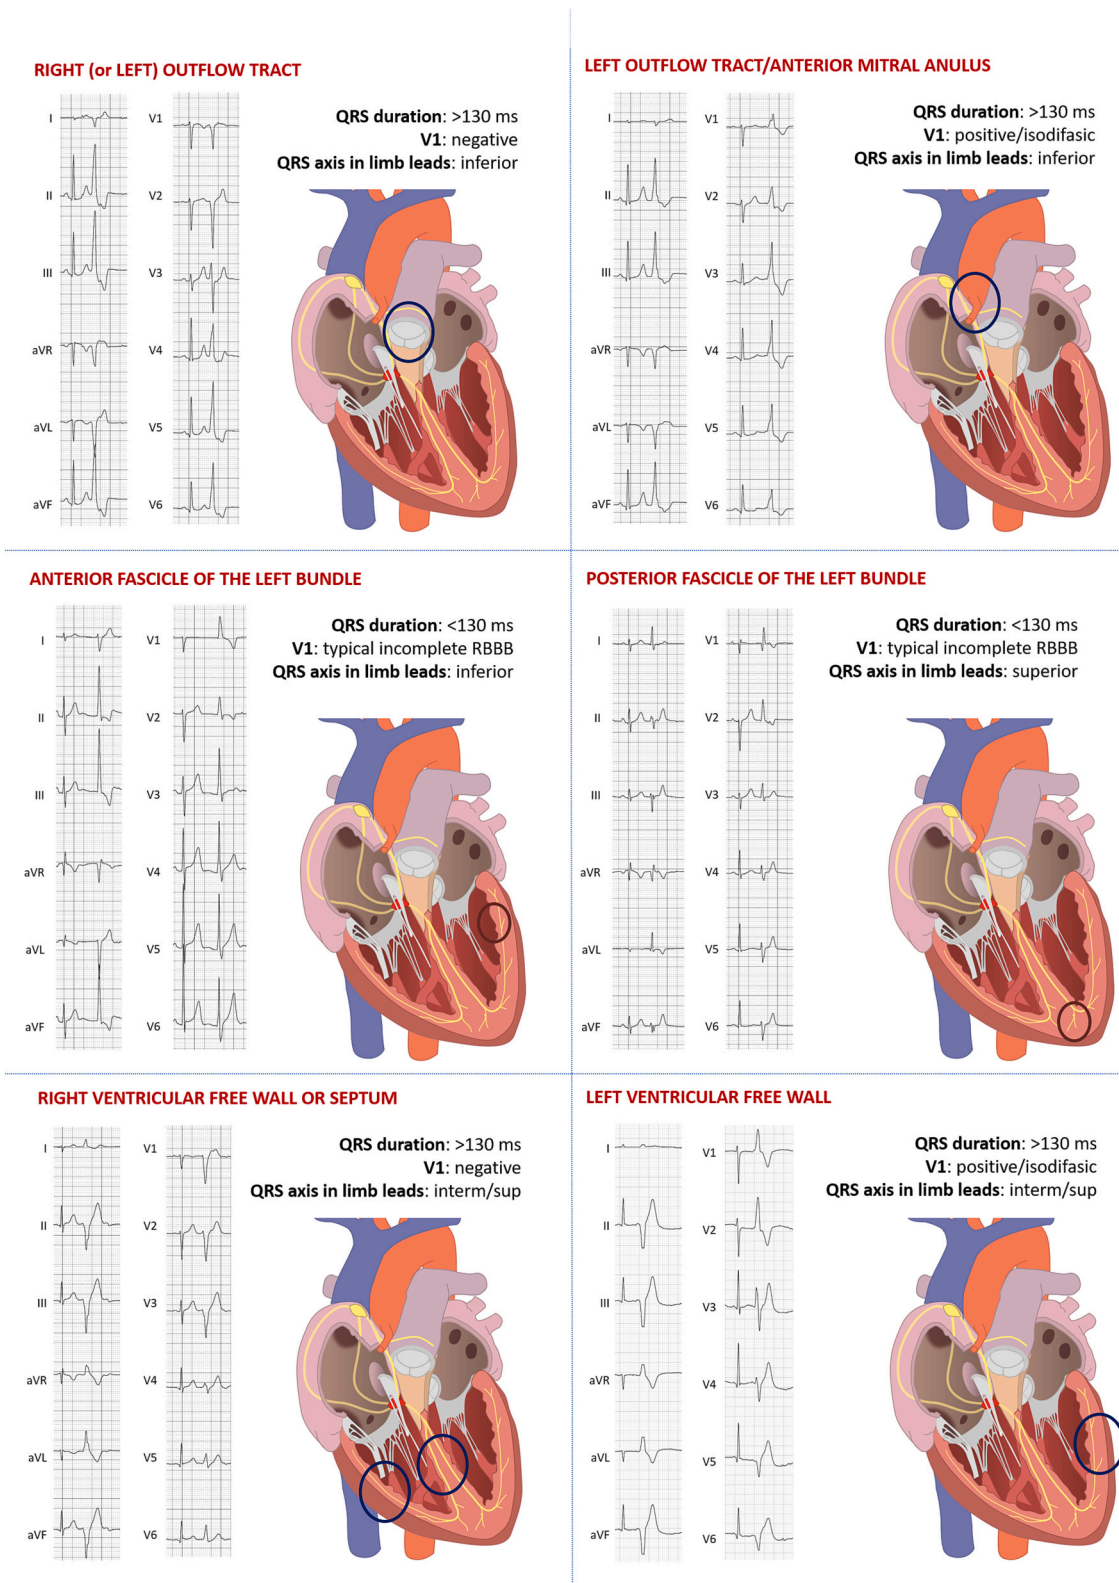 RIGHT (or LEFT) OUTFLOW TRACT
QRS duration: >130 ms
V1: negative
QRS axis in limb leads: inferior
I
II
III
aVR
aVL
aVF
V1
V2
V3
V4
V5
V6
LEFT OUTFLOW TRACT/ANTERIOR MITRAL ANULUS
QRS duration: >130 ms
V1: positive/isodifasic
QRS axis in limb leads: inferior
I
II
III
aVR
aVL
aVF
V1
V2
V3
V4
V5
V6
ANTERIOR FASCICLE OF THE LEFT BUNDLE
QRS duration: <130 ms
V1: typical incomplete RBBB
QRS axis in limb leads: inferior
I
II
III
aVR
aVL
aVF
V1
V2
V3
V4
V5
V6
POSTERIOR FASCICLE OF THE LEFT BUNDLE
QRS duration: <130 ms
V1: typical incomplete RBBB
QRS axis in limb leads: superior
I
II
III
aVR
aVL
aVF
V1
V2
V3
V4
V5
V6
RIGHT VENTRICULAR FREE WALL OR SEPTUM
QRS duration: >130 ms
V1: negative
QRS axis in limb leads: interm/sup
I
II
III
aVR
aVL
aVF
V1
V2
V3
V4
V5
V6
LEFT VENTRICULAR FREE WALL
QRS duration: >130 ms
V1: positive/isodifasic
QRS axis in limb leads: interm/sup
I
II
III
aVR
aVL
aVF
V1
V2
V3
V4
V5
V6